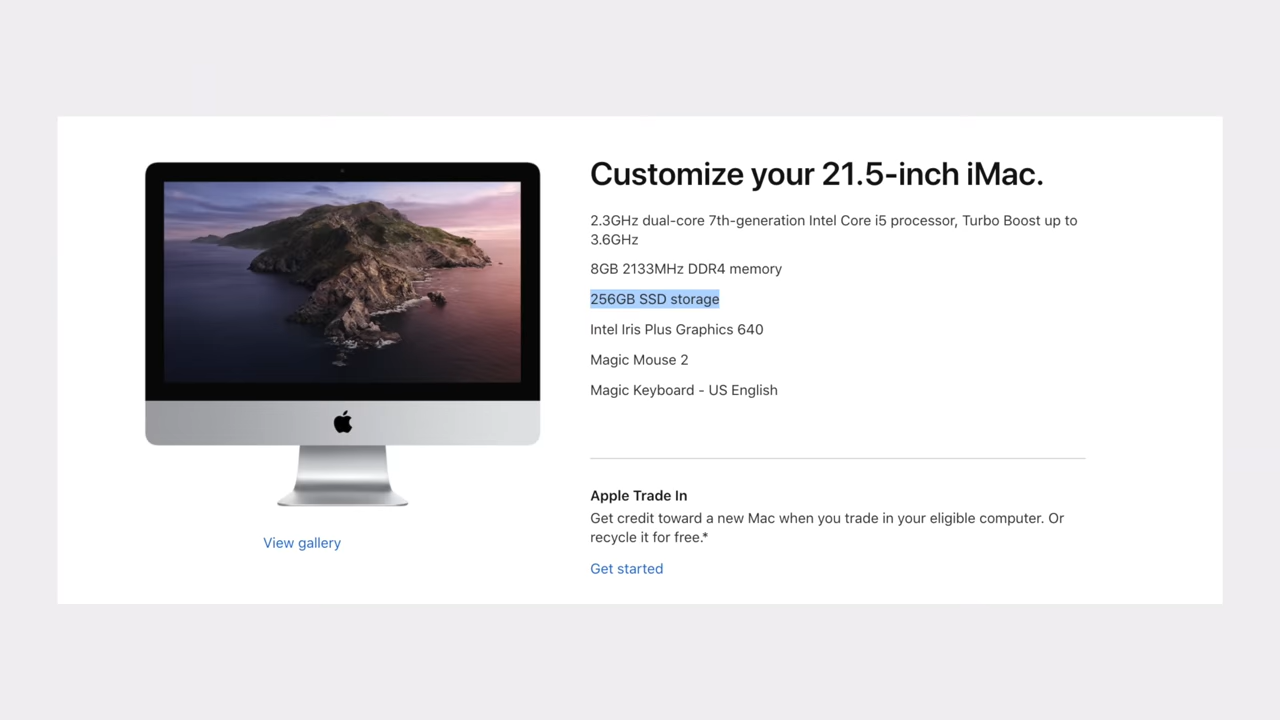 Customize your 21.5-inch iMac.
2.3GHz dual-core 7th-generation Intel Core i5 processor, Turbo Boost up to
3.6GHz
8GB 2133MHz DDR4 memory
256GB SSD storage
Intel Iris Plus Graphics 640
Magic Mouse 2
Magic Keyboard - US English
Apple Trade In
Get credit toward a new Mac when you trade in your eligible computer. Or
recycle it for free.*
Get started
View gallery